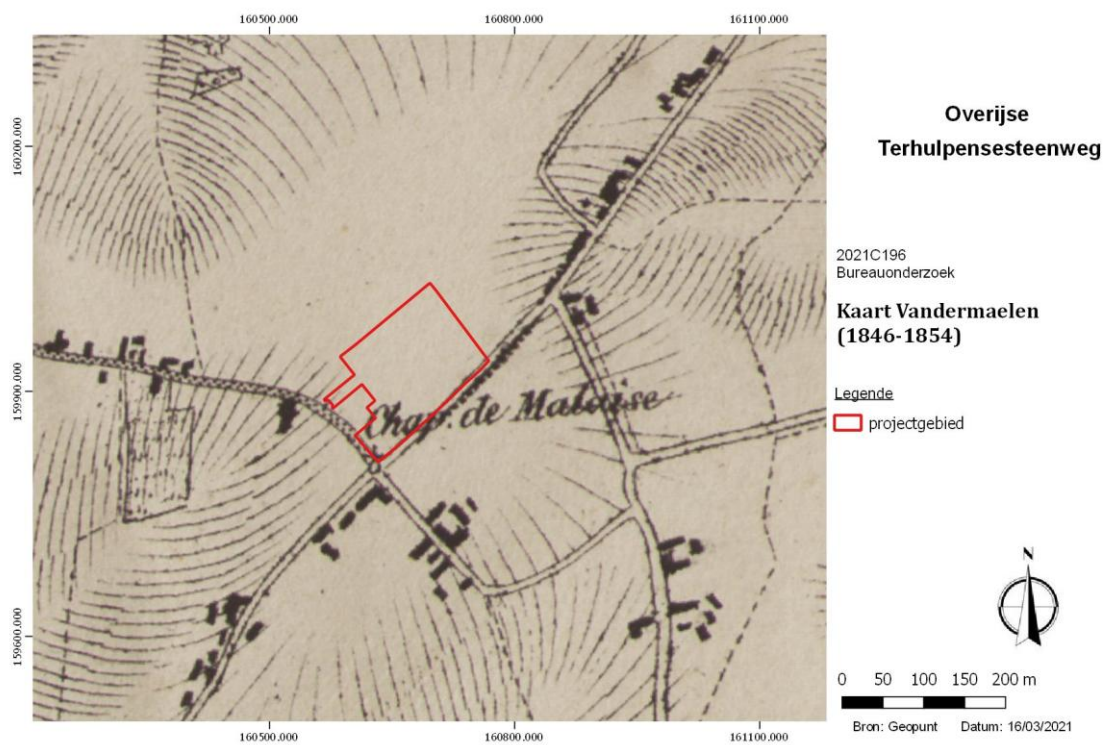 160500.000
160800.000
161100.000
160200.000
159900.000
159600.000
Chap. de Malaise
160500.000
160800.000
161100.000
Overijse
Terhulpensesteenweg
2021C196
Bureauonderzoek
Kaart Vandermaelen
(1846-1854)
Legende
projectgebied
N
0 50 100 150 200 m
Bron: Geopunt Datum: 16/03/2021